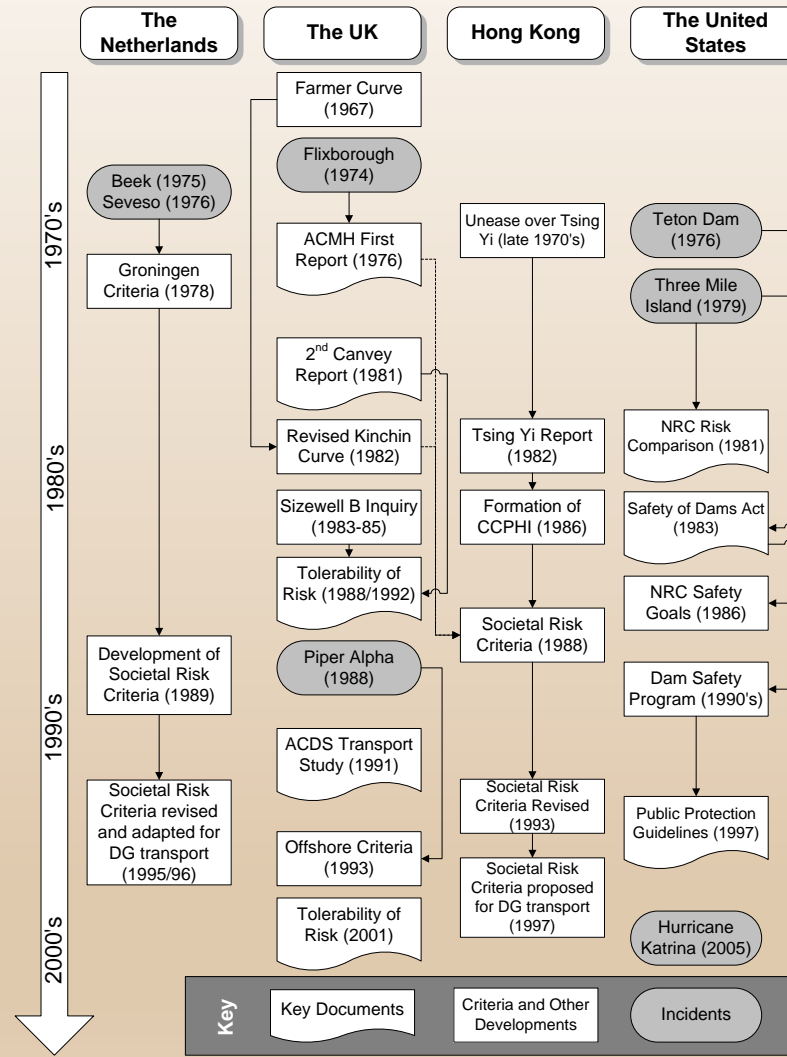 The
Netherlands
The UK
Hong Kong
The United
States
1970's
1980's
1990's
2000's
Beek (1975)
Seveso (1976)
Groningen
Criteria (1978)
Development of
Societal Risk
Criteria (1989)
Societal Risk
Criteria revised
and adapted for
DG transport
(1995/96)
Farmer Curve
(1967)
Flixborough
(1974)
ACMH First
Report (1976)
2nd Canvey
Report (1981)
Revised Kinchin
Curve (1982)
Sizewell B Inquiry
(1983-85)
Tolerability of
Risk (1988/1992)
Piper Alpha
(1988)
ACDS Transport
Study (1991)
Offshore Criteria
(1993)
Tolerability of
Risk (2001)
Unease over Tsing
Yi (late 1970's)
Tsing Yi Report
(1982)
Formation of
CCPHI (1986)
Societal Risk
Criteria (1988)
Societal Risk
Criteria Revised
(1993)
Societal Risk
Criteria proposed
for DG transport
(1997)
Teton Dam
(1976)
Three Mile
Island (1979)
NRC Risk
Comparison (1981)
Safety of Dams Act
(1983)
NRC Safety
Goals (1986)
Dam Safety
Program (1990's)
Public Protection
Guidelines (1997)
Hurricane
Katrina (2005)
Key
Key Documents
Criteria and Other
Developments
Incidents